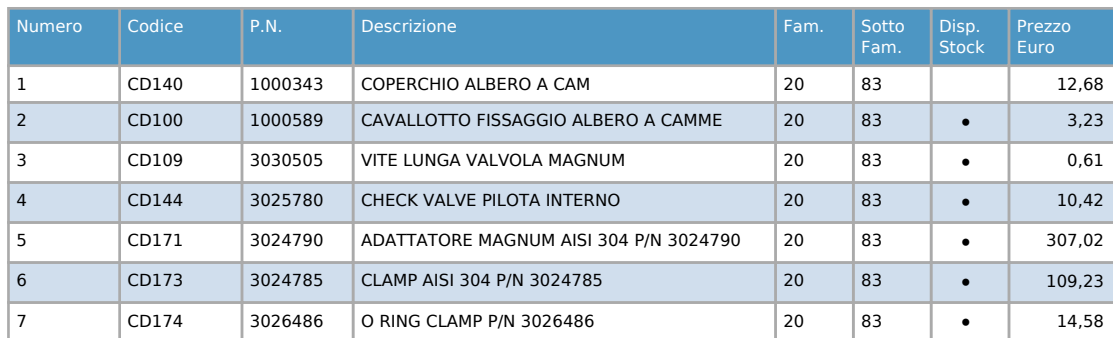 Numero Codice P.N. Descrizione Fam. Sotto Fam. Disp. Stock Prezzo Euro
1 CD140 1000343 COPERCHIO ALBERO A CAM 20 83 12,68
2 CD100 1000589 CAVALLOTTO FISSAGGIO ALBERO A CAMME 20 83 ● 3,23
3 CD109 3030505 VITE LUNGA VALVOLA MAGNUM 20 83 ● 0,61
4 CD144 3025780 CHECK VALVE PILOTA INTERNO 20 83 ● 10,42
5 CD171 3024790 ADATTATORE MAGNUM AISI 304 P/N 3024790 20 83 ● 307,02
6 CD173 3024785 CLAMP AISI 304 P/N 3024785 20 83 ● 109,23
7 CD174 3026486 O RING CLAMP P/N 3026486 20 83 ● 14,58